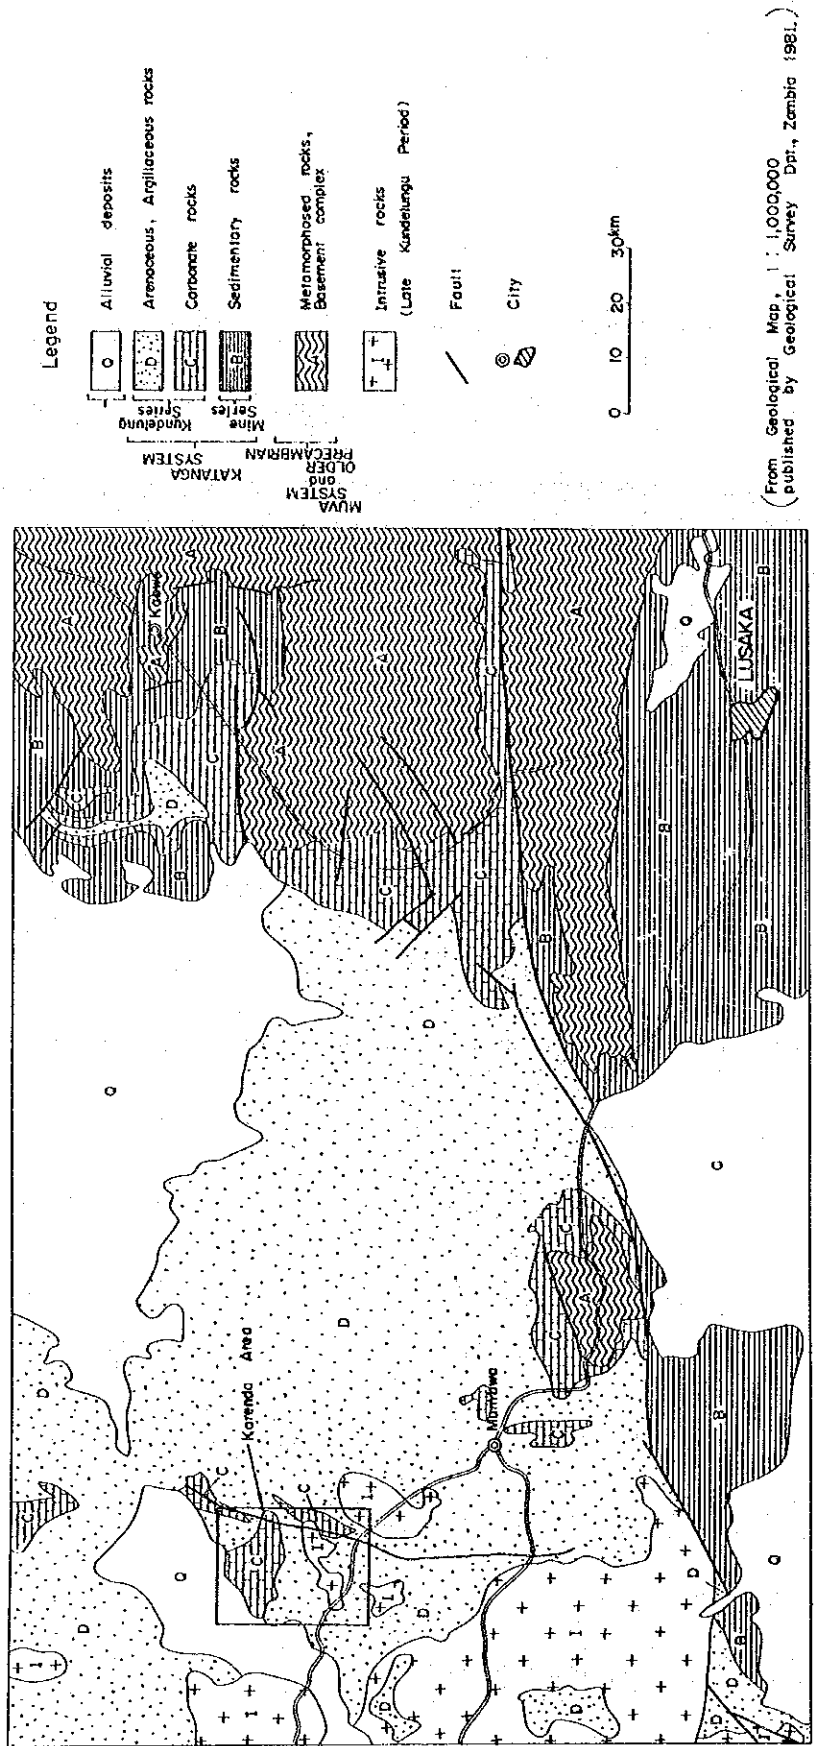 Legend
Q
Alluvial deposits
D
Arenaceous, Argillaceous rocks
C
Carbonate rocks
B
Sedimentary rocks
A
Metamorphosed rocks,
Basement complex
I
Intrusive rocks
(Late Kundelungu Period)
Fault
City
Kundelung
Series
Mine
Series
KATANGA
SYSTEM
MUVA
SYSTEM
and
OLDER
PRECAMBRIAN
0 10 20 30km
(From Geological Map, 1 : 1,000,000
published by Geological Survey Dpt., Zambia 1981.)
Karenda Area
Mumbwa
LUSAKA